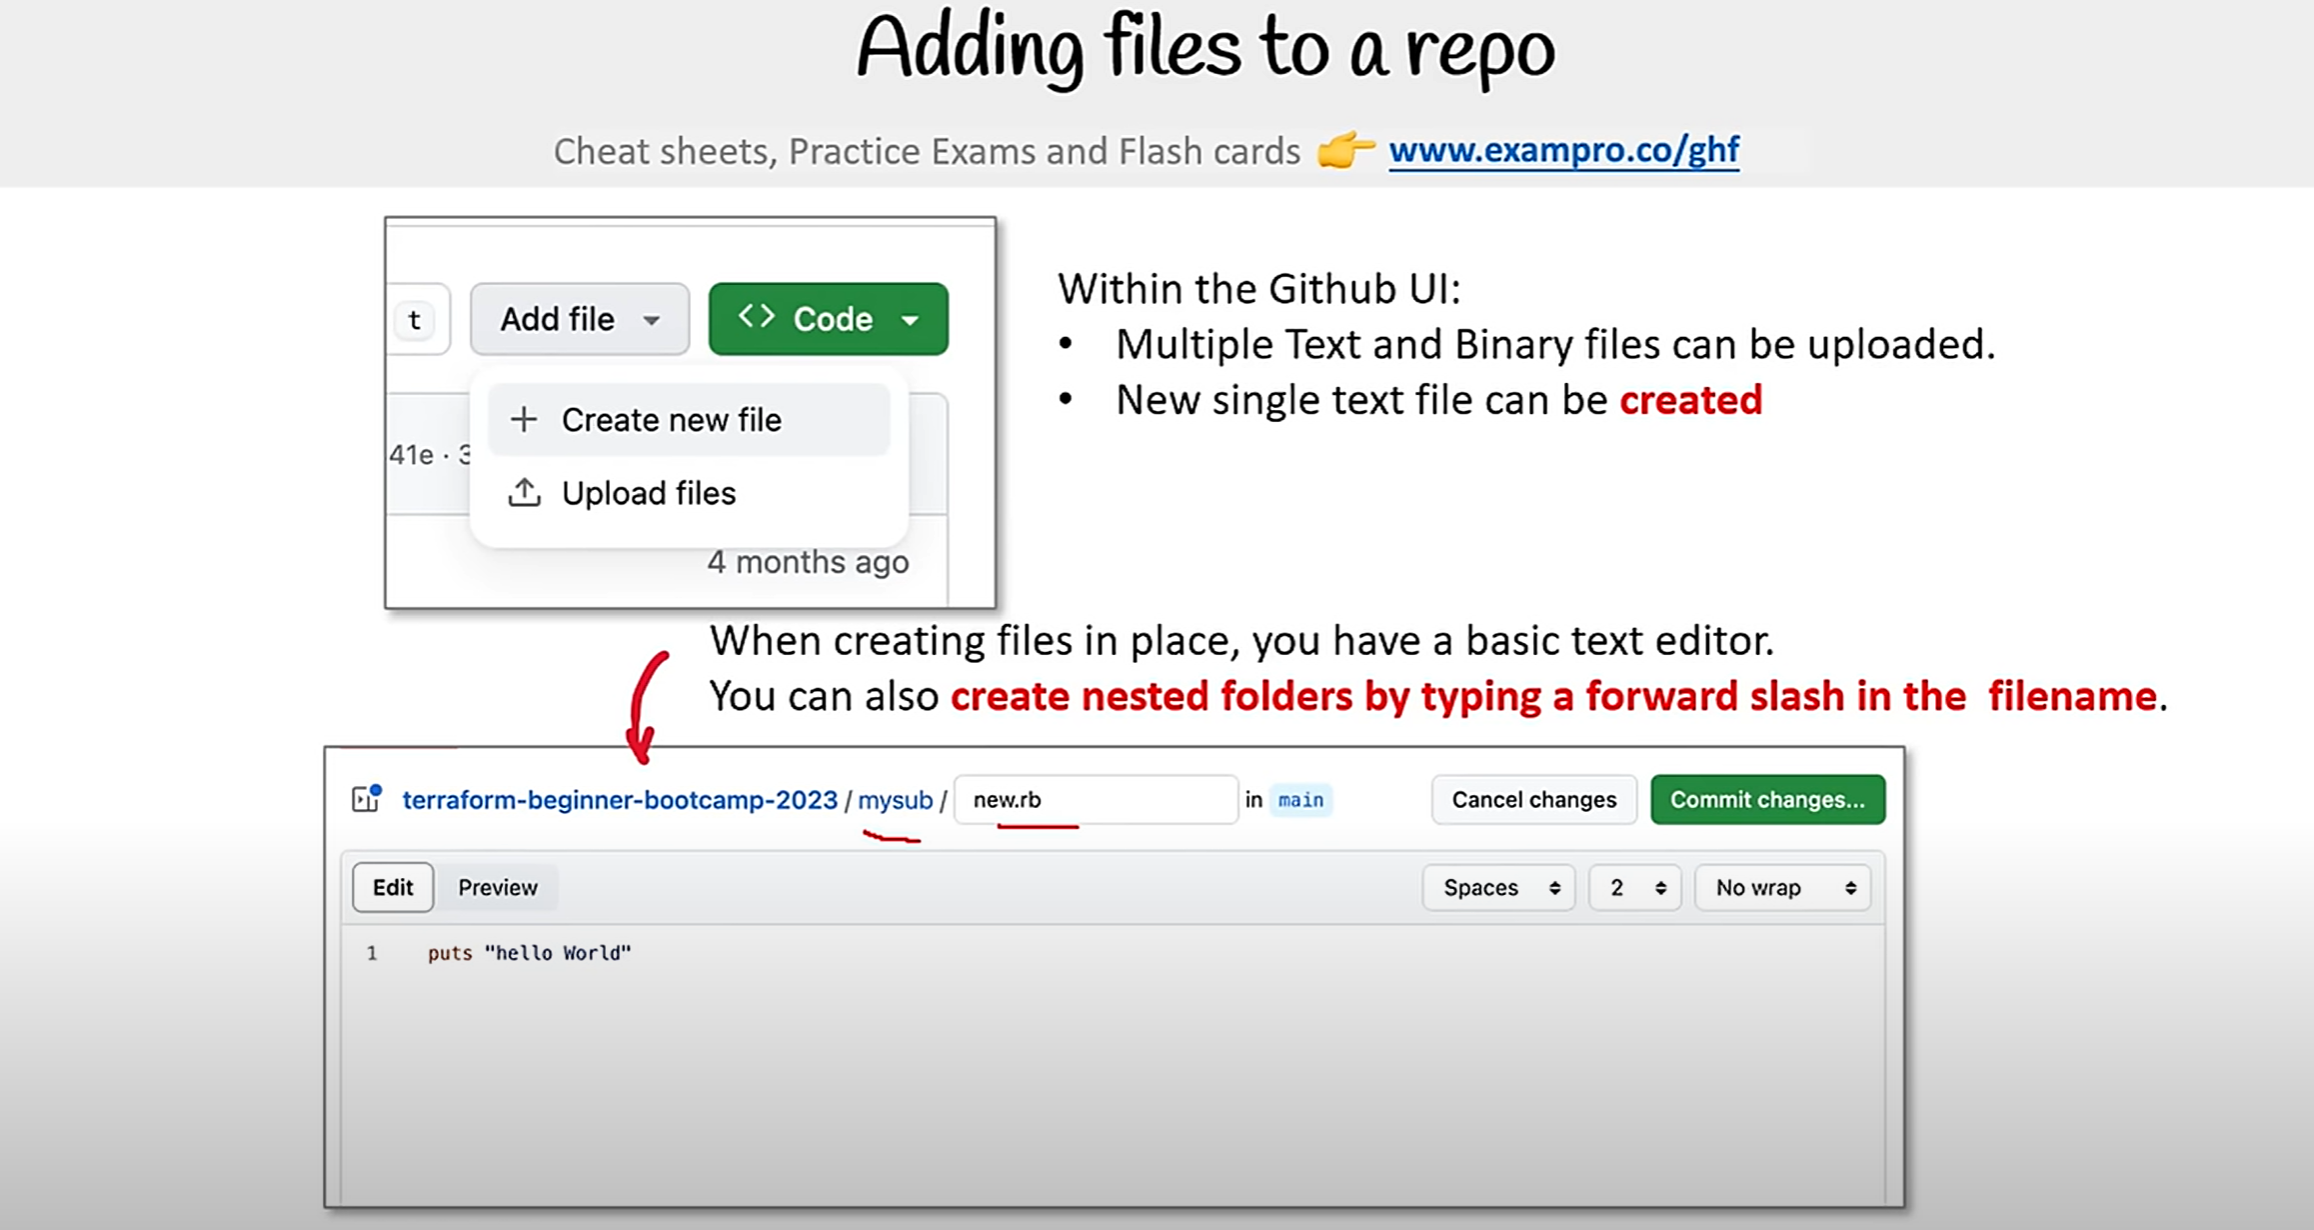 Adding files to a repo
Cheat sheets, Practice Exams and Flash cards 👉 www.exampro.co/ghf
t
Add file
<> Code
Create new file
41e · 3
Upload files
4 months ago
Within the Github UI:
• Multiple Text and Binary files can be uploaded.
• New single text file can be created
When creating files in place, you have a basic text editor.
You can also create nested folders by typing a forward slash in the filename.
terraform-beginner-bootcamp-2023 / mysub / new.rb in main
Cancel changes
Commit changes...
Edit
Preview
Spaces
2
No wrap
1 puts "hello World"